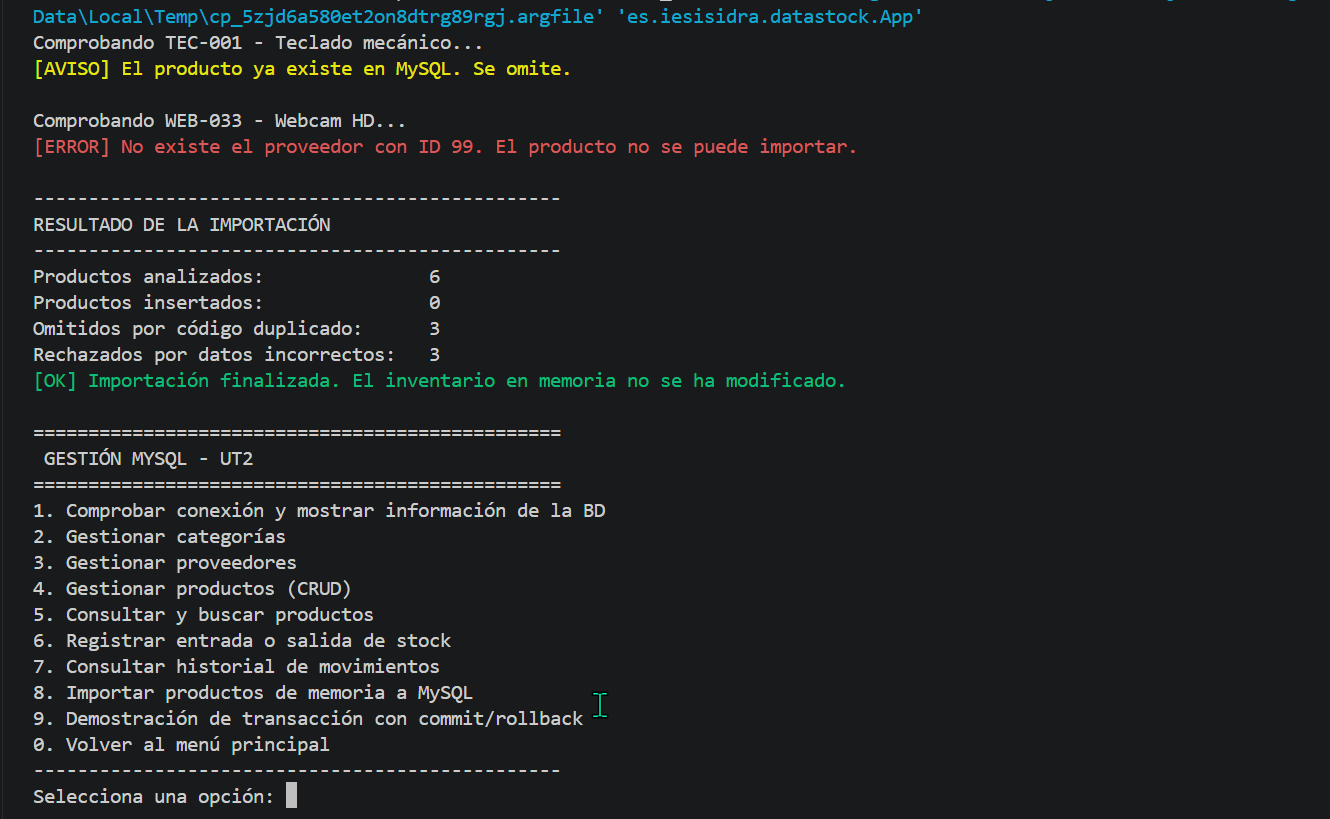 Data\Local\Temp\cp_5zjd6a580et2on8dtrg89rgj.argfile' 'es.iesisidra.datastock.App'
Comprobando TEC-001 - Teclado mecánico...
[AVISO] El producto ya existe en MySQL. Se omite.
Comprobando WEB-033 - Webcam HD...
[ERROR] No existe el proveedor con ID 99. El producto no se puede importar.
------------------------------------------------
RESULTADO DE LA IMPORTACIÓN
------------------------------------------------
Productos analizados: 6
Productos insertados: 0
Omitidos por código duplicado: 3
Rechazados por datos incorrectos: 3
[OK] Importación finalizada. El inventario en memoria no se ha modificado.
================================================
GESTIÓN MYSQL - UT2
================================================
1. Comprobar conexión y mostrar información de la BD
2. Gestionar categorías
3. Gestionar proveedores
4. Gestionar productos (CRUD)
5. Consultar y buscar productos
6. Registrar entrada o salida de stock
7. Consultar historial de movimientos
8. Importar productos de memoria a MySQL
9. Demostración de transacción con commit/rollback
0. Volver al menú principal
------------------------------------------------
Selecciona una opción: